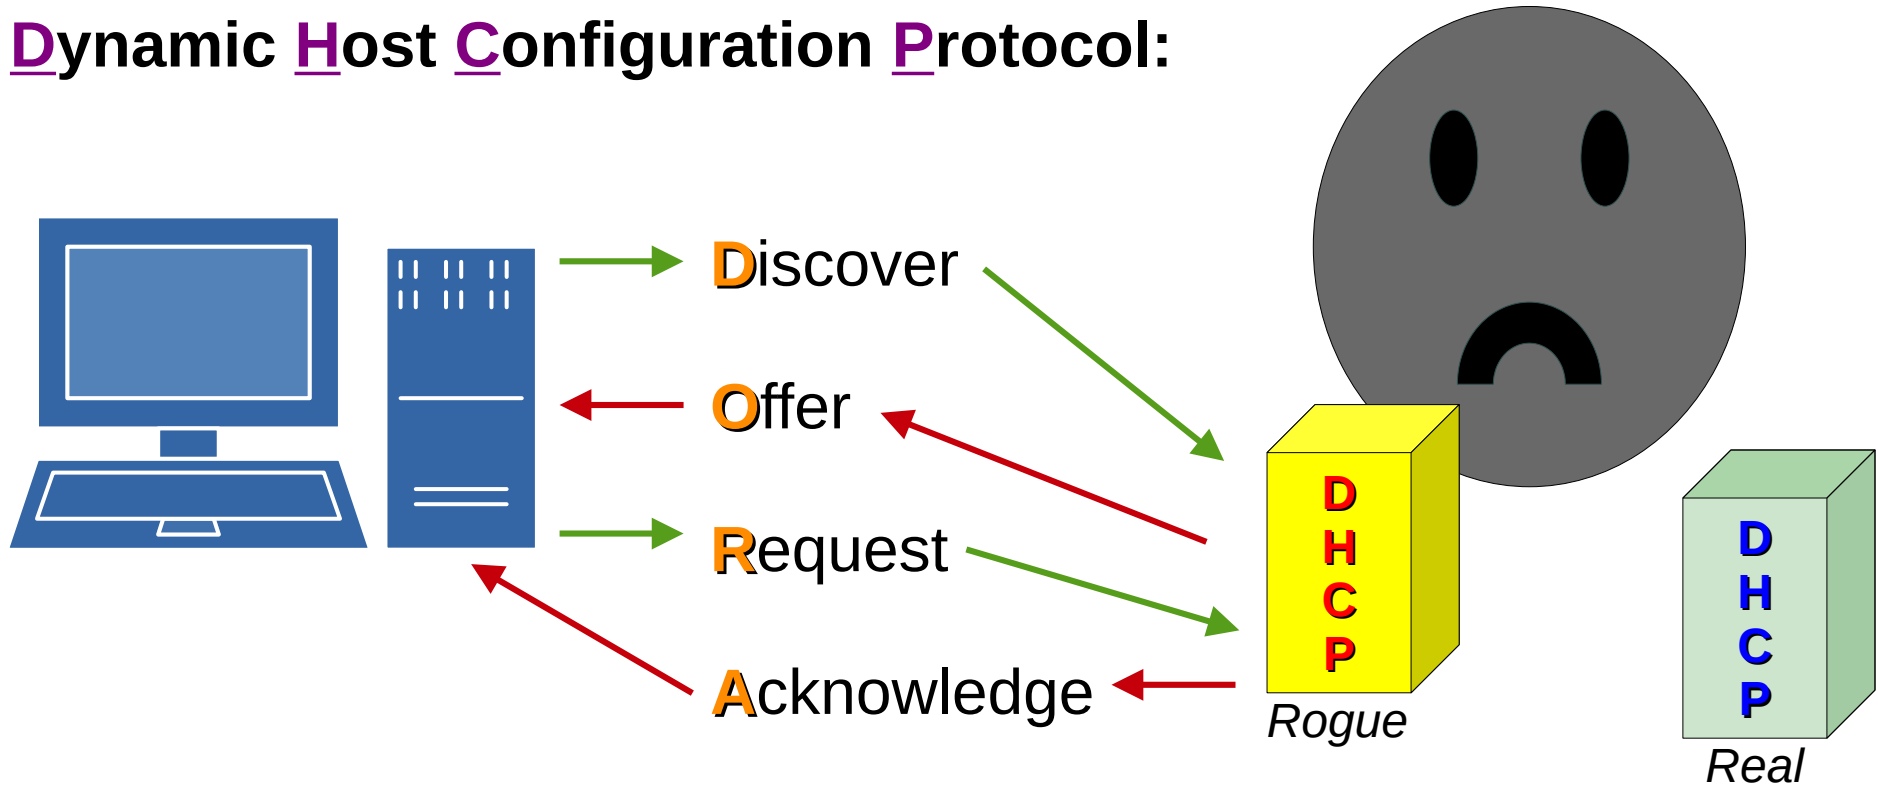 Dynamic Host Configuration Protocol:
Discover
Offer
Request
Acknowledge
D
H
C
P
Rogue
D
H
C
P
Real